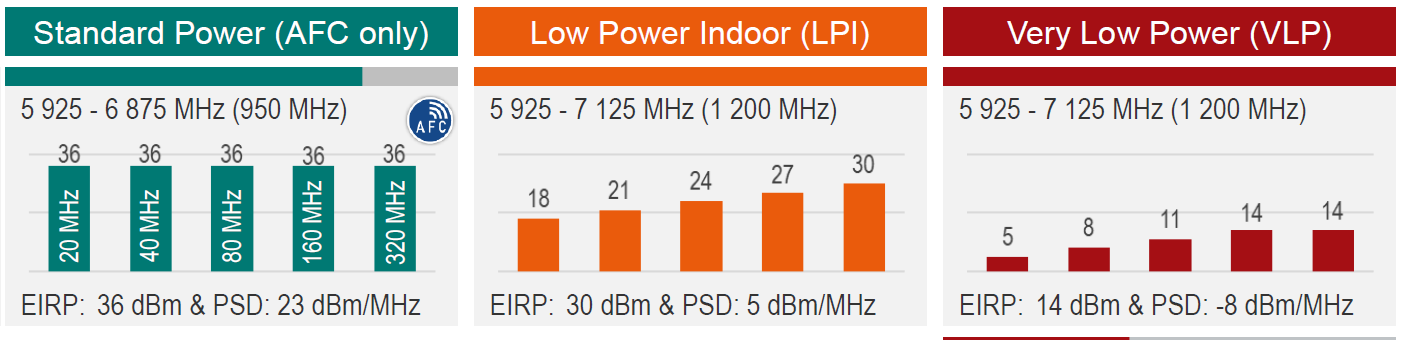 Standard Power (AFC only)
5 925 - 6 875 MHz (950 MHz)
AFC
36 36 36 36 36
20 MHz
40 MHz
80 MHz
160 MHz
320 MHz
EIRP: 36 dBm & PSD: 23 dBm/MHz
Low Power Indoor (LPI)
5 925 - 7 125 MHz (1 200 MHz)
18 21 24 27 30
EIRP: 30 dBm & PSD: 5 dBm/MHz
Very Low Power (VLP)
5 925 - 7 125 MHz (1 200 MHz)
5 8 11 14 14
EIRP: 14 dBm & PSD: -8 dBm/MHz